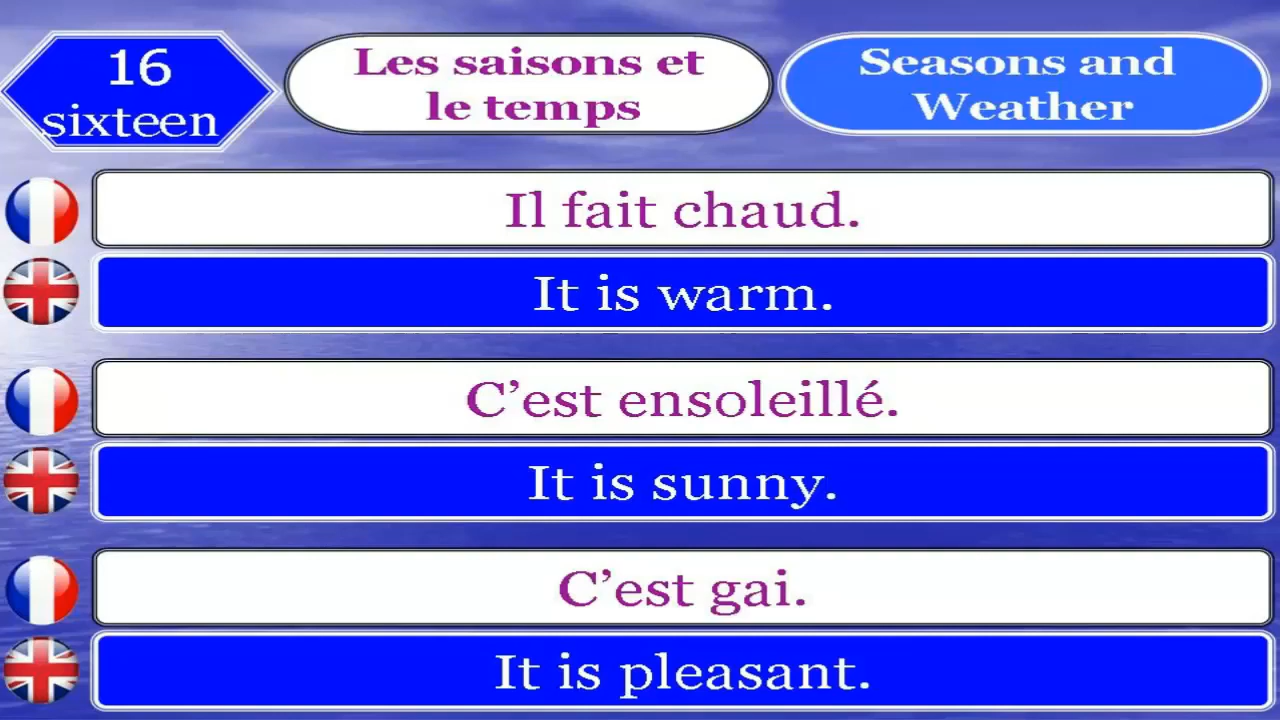 16
sixteen
Les saisons et
le temps
Seasons and
Weather
Il fait chaud.
It is warm.
C’est ensoleillé.
It is sunny.
C’est gai.
It is pleasant.